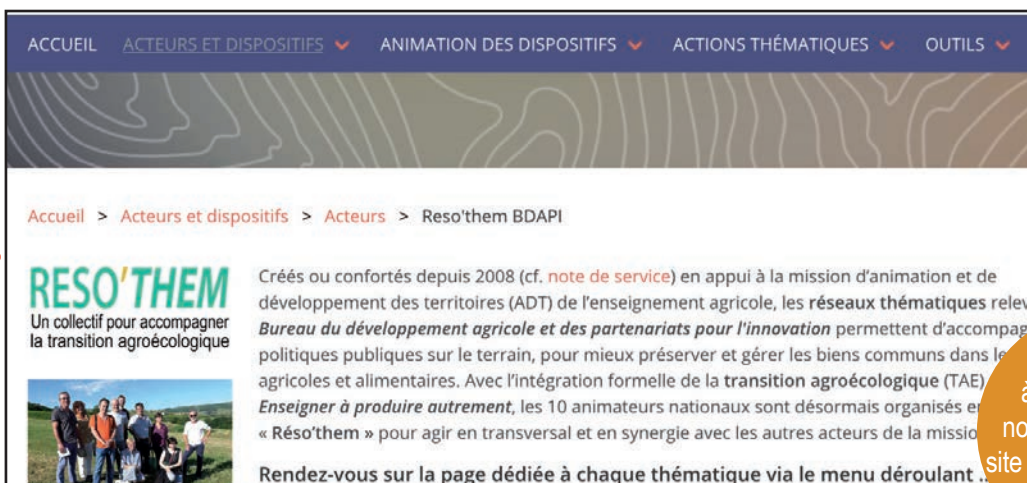 ACCUEIL ACTEURS ET DISPOSITIFS ANIMATION DES DISPOSITIFS ACTIONS THÉMATIQUES OUTILS
Accueil > Acteurs et dispositifs > Acteurs > Reso'them BDAPI
RESO'THEM
Un collectif pour accompagner
la transition agroécologique
Créés ou confortés depuis 2008 (cf. note de service) en appui à la mission d'animation et de
développement des territoires (ADT) de l'enseignement agricole, les réseaux thématiques
Bureau du développement agricole et des partenariats pour l'innovation permettent
politiques publiques sur le terrain, pour mieux préserver et gérer les biens communs dans
agricoles et alimentaires. Avec l'intégration formelle de la transition agroécologique (TAE)
Enseigner à produire autrement, les 10 animateurs nationaux sont désormais organisés
« Réso'them » pour agir en transversal et en synergie avec les autres acteurs de la
Rendez-vous sur la page dédiée à chaque thématique via le menu déroulant ..
site